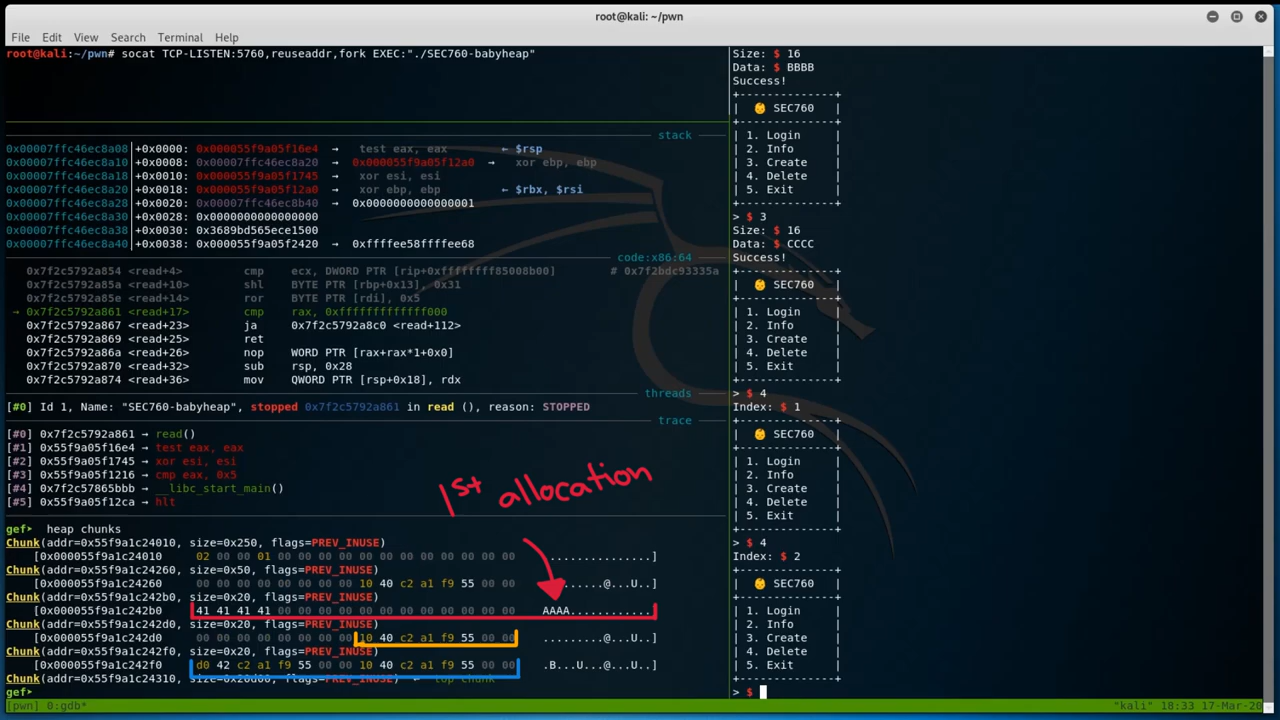 root@kali: ~/pwn
File Edit View Search Terminal Help
root@kali:~/pwn# socat TCP-LISTEN:5760,reuseaddr,fork EXEC:"./SEC760-babyheap"
stack
0x00007ffc46ec8a08│+0x0000: 0x000055f9a05f16e4 → test eax, eax ← $rsp
0x00007ffc46ec8a10│+0x0008: 0x00007ffc46ec8a20 → 0x000055f9a05f12a0 → xor ebp, ebp
0x00007ffc46ec8a18│+0x0010: 0x000055f9a05f1745 → xor esi, esi
0x00007ffc46ec8a20│+0x0018: 0x000055f9a05f12a0 → xor ebp, ebp ← $rbx, $rsi
0x00007ffc46ec8a28│+0x0020: 0x00007ffc46ec8b40 → 0x0000000000000001
0x00007ffc46ec8a30│+0x0028: 0x0000000000000000
0x00007ffc46ec8a38│+0x0030: 0x3689bd565ece1500
0x00007ffc46ec8a40│+0x0038: 0x000055f9a05f2420 → 0xffffee58ffffee68
code:x86:64
0x7f2c5792a854 <read+4> cmp ecx, DWORD PTR [rip+0xffffffff85008b00] # 0x7f2bdc93335a
0x7f2c5792a85a <read+10> shl BYTE PTR [rbp+0x13], 0x31
0x7f2c5792a85e <read+14> ror BYTE PTR [rdi], 0x5
→ 0x7f2c5792a861 <read+17> cmp rax, 0xfffffffffffff000
0x7f2c5792a867 <read+23> ja 0x7f2c5792a8c0 <read+112>
0x7f2c5792a869 <read+25> ret
0x7f2c5792a86a <read+26> nop WORD PTR [rax+rax*1+0x0]
0x7f2c5792a870 <read+32> sub rsp, 0x28
0x7f2c5792a874 <read+36> mov QWORD PTR [rsp+0x18], rdx
threads
[#0] Id 1, Name: "SEC760-babyheap", stopped 0x7f2c5792a861 in read (), reason: STOPPED
trace
[#0] 0x7f2c5792a861 → read()
[#1] 0x55f9a05f16e4 → test eax, eax
[#2] 0x55f9a05f1745 → xor esi, esi
[#3] 0x55f9a05f1216 → cmp eax, 0x5
[#4] 0x7f2c57865bbb → __libc_start_main()
[#5] 0x55f9a05f12ca → hlt
1st allocation
gef➤ heap chunks
Chunk(addr=0x55f9a1c24010, size=0x250, flags=PREV_INUSE)
[0x000055f9a1c24010 02 00 00 01 00 00 00 00 00 00 00 00 00 00 00 00 ................]
Chunk(addr=0x55f9a1c24260, size=0x50, flags=PREV_INUSE)
[0x000055f9a1c24260 00 00 00 00 00 00 00 00 10 40 c2 a1 f9 55 00 00 ......@...U..]
Chunk(addr=0x55f9a1c242b0, size=0x20, flags=PREV_INUSE)
[0x000055f9a1c242b0 41 41 41 41 00 00 00 00 00 00 00 00 00 00 00 00 AAAA............]
Chunk(addr=0x55f9a1c242d0, size=0x20, flags=PREV_INUSE)
[0x000055f9a1c242d0 00 00 00 00 00 00 00 00 10 40 c2 a1 f9 55 00 00 .........@...U..]
Chunk(addr=0x55f9a1c242f0, size=0x20, flags=PREV_INUSE)
[0x000055f9a1c242f0 d0 42 c2 a1 f9 55 00 00 10 40 c2 a1 f9 55 00 00 .B...U...@...U..]
Chunk(addr=0x55f9a1c24310, size=0x20d00, flags=PREV_INUSE) ← top chunk
gef➤
Size: $ 16
Data: $ BBBB
Success!
+--------------+
| 👶 SEC760 |
+--------------+
| 1. Login |
| 2. Info |
| 3. Create |
| 4. Delete |
| 5. Exit |
+--------------+
> $ 3
Size: $ 16
Data: $ CCCC
Success!
+--------------+
| 👶 SEC760 |
+--------------+
| 1. Login |
| 2. Info |
| 3. Create |
| 4. Delete |
| 5. Exit |
+--------------+
> $ 4
Index: $ 1
+--------------+
| 👶 SEC760 |
+--------------+
| 1. Login |
| 2. Info |
| 3. Create |
| 4. Delete |
| 5. Exit |
+--------------+
> $ 4
Index: $ 2
+--------------+
| 👶 SEC760 |
+--------------+
| 1. Login |
| 2. Info |
| 3. Create |
| 4. Delete |
| 5. Exit |
+--------------+
> $
[pwn] 0:gdb* "kali" 18:33 17-Mar-20